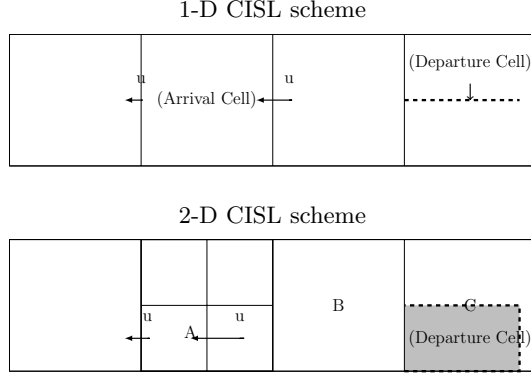 1-D CISL scheme
(Departure Cell)
u
u
(Arrival Cell)
2-D CISL scheme
B
C
u
u
A
(Departure Cell)